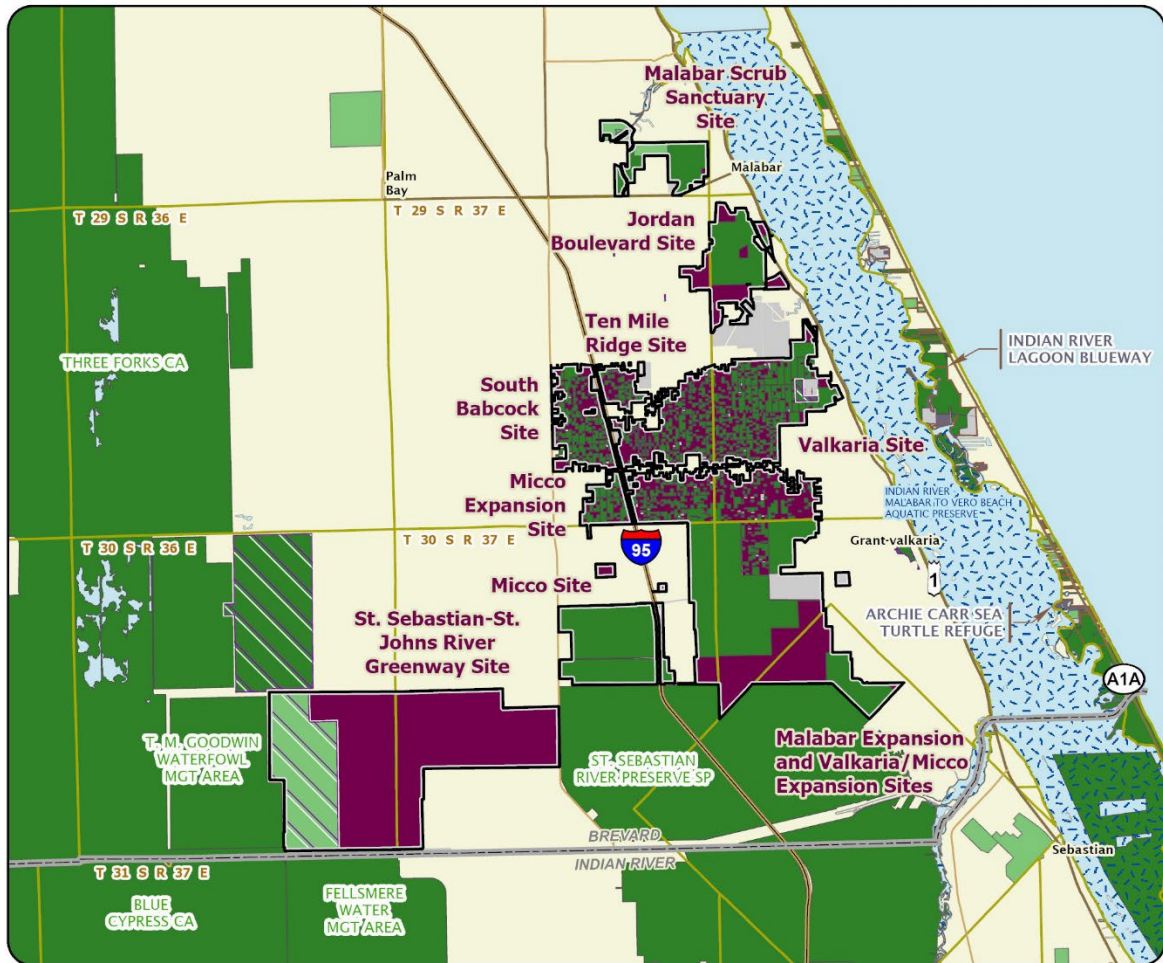 Malabar Scrub
Sanctuary
Site
Malabar
Palm
Bay
T 29 S R 36 E
T 29 S R 37 E
Jordan
Boulevard Site
Ten Mile
Ridge Site
INDIAN RIVER
LAGOON BLUEWAY
THREE FORKS CA
South
Babcock
Site
Valkaria Site
Micco
Expansion
Site
INDIAN RIVER
MALABAR TO VERO BEACH
AQUATIC PRESERVE
T 30 S R 36 E
T 30 S R 37 E
95
Grant-valkaria
1
Micco Site
ARCHIE CARR SEA
TURTLE REFUGE
St. Sebastian-St.
Johns River
Greenway Site
A1A
T. M. GOODWIN
WATERFOWL
MGT AREA
ST. SEBASTIAN
RIVER PRESERVE SP
Malabar Expansion
and Valkaria/Micco
Expansion Sites
BREVARD
INDIAN RIVER
Sebastian
T 31 S R 37 E
BLUE
CYPRESS CA
FELLSMERE
WATER
MGT AREA